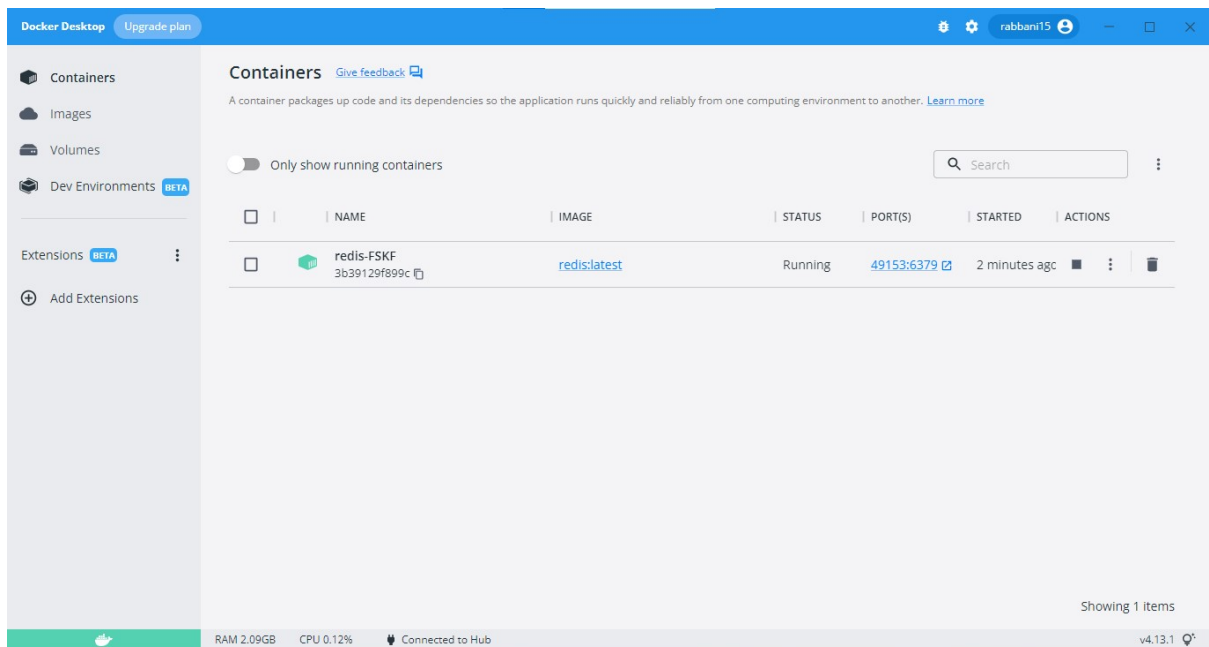 Docker Desktop Upgrade plan rabbani15
Containers
Images
Volumes
Dev Environments BETA
Extensions BETA
Add Extensions
Containers Give feedback
A container packages up code and its dependencies so the application runs quickly and reliably from one computing environment to another. Learn more
Only show running containers Search
NAME IMAGE STATUS PORT(S) STARTED ACTIONS
redis-FSKF
3b39129f899c
redis:latest Running 49153:6379 2 minutes ago
Showing 1 items
RAM 2.09GB CPU 0.12% Connected to Hub v4.13.1